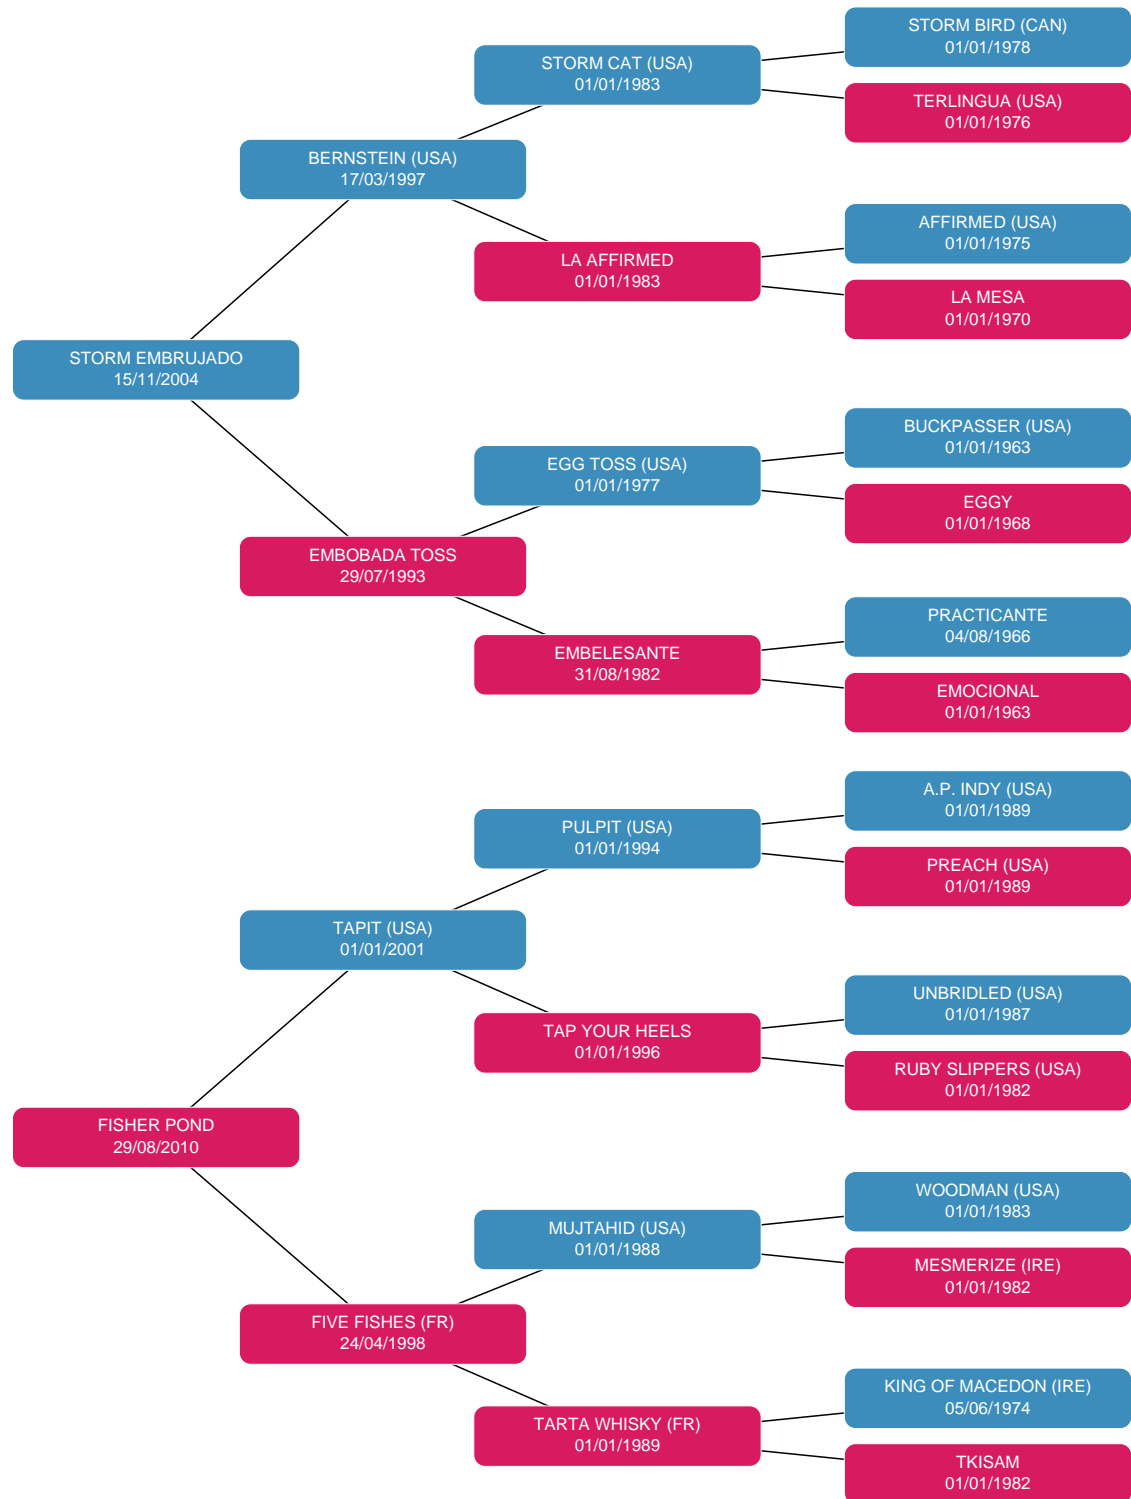 STORM BIRD (CAN)
01/01/1978
STORM CAT (USA)
01/01/1983
TERLINGUA (USA)
01/01/1976
BERNSTEIN (USA)
17/03/1997
AFFIRMED (USA)
01/01/1975
LA AFFIRMED
01/01/1983
LA MESA
01/01/1970
STORM EMBRUJADO
15/11/2004
BUCKPASSER (USA)
01/01/1963
EGG TOSS (USA)
01/01/1977
EGGY
01/01/1968
EMBOBADA TOSS
29/07/1993
PRACTICANTE
04/08/1966
EMBELESANTE
31/08/1982
EMOCIONAL
01/01/1963
A.P. INDY (USA)
01/01/1989
PULPIT (USA)
01/01/1994
PREACH (USA)
01/01/1989
TAPIT (USA)
01/01/2001
UNBRIDLED (USA)
01/01/1987
TAP YOUR HEELS
01/01/1996
RUBY SLIPPERS (USA)
01/01/1982
FISHER POND
29/08/2010
WOODMAN (USA)
01/01/1983
MUJTAHID (USA)
01/01/1988
MESMERIZE (IRE)
01/01/1982
FIVE FISHES (FR)
24/04/1998
KING OF MACEDON (IRE)
05/06/1974
TARTA WHISKY (FR)
01/01/1989
TKISAM
01/01/1982